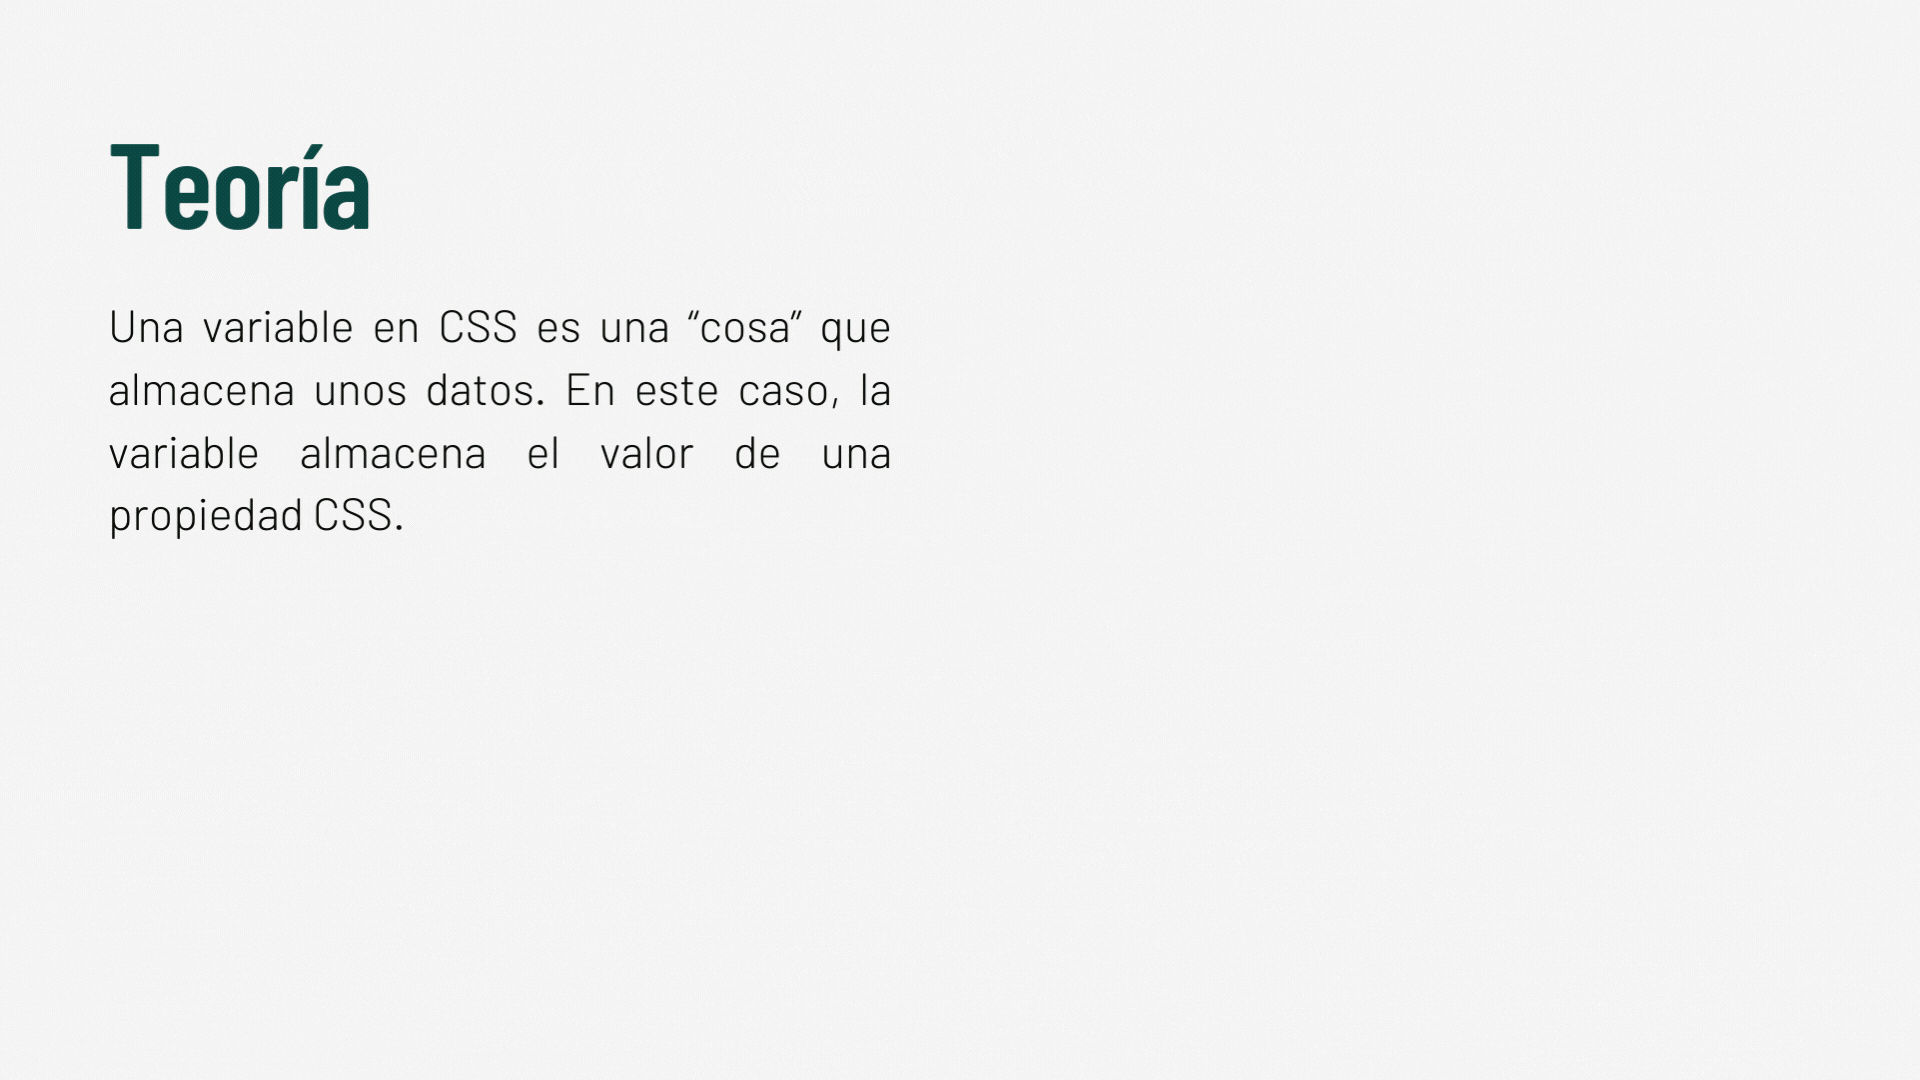 Teoría
Una variable en CSS es una “cosa” que
almacena unos datos. En este caso, la
variable almacena el valor de una
propiedad CSS.